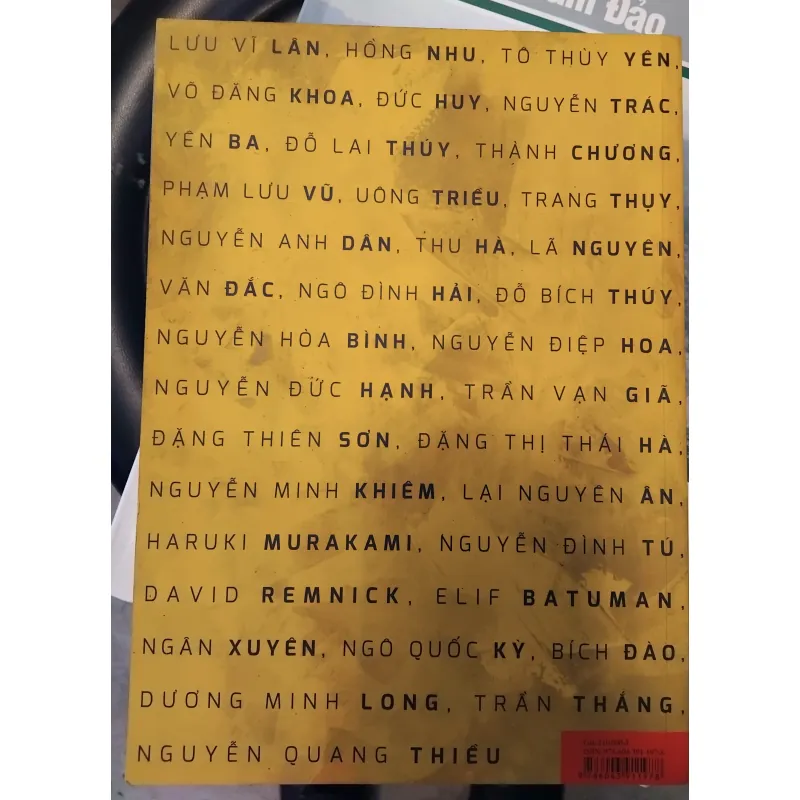 Đảo
LƯU VĨ LÂN, HỒNG NHU, TÔ THÙY YÊN,
VÕ ĐĂNG KHOA, ĐỨC HUY, NGUYỄN TRÁC,
YÊN BA, ĐỖ LAI THÚY, THÀNH CHƯƠNG,
PHẠM LƯU VŨ, UÔNG TRIỀU, TRANG THỤY,
NGUYỄN ANH DÂN, THU HÀ, LÃ NGUYÊN,
VĂN ĐẮC, NGÔ ĐÌNH HẢI, ĐỖ BÍCH THÚY,
NGUYỄN HÒA BÌNH, NGUYỄN ĐIỆP HOA,
NGUYỄN ĐỨC HẠNH, TRẦN VẠN GIÃ,
ĐẶNG THIÊN SƠN, ĐẶNG THỊ THÁI HÀ,
NGUYỄN MINH KHIÊM, LẠI NGUYÊN ÂN,
HARUKI MURAKAMI, NGUYỄN ĐÌNH TÚ,
DAVID REMNICK, ELIF BATUMAN,
NGÂN XUYÊN, NGÔ QUỐC KỲ, BÍCH ĐÀO,
DƯƠNG MINH LONG, TRẦN THẮNG,
NGUYỄN QUANG THIỀU